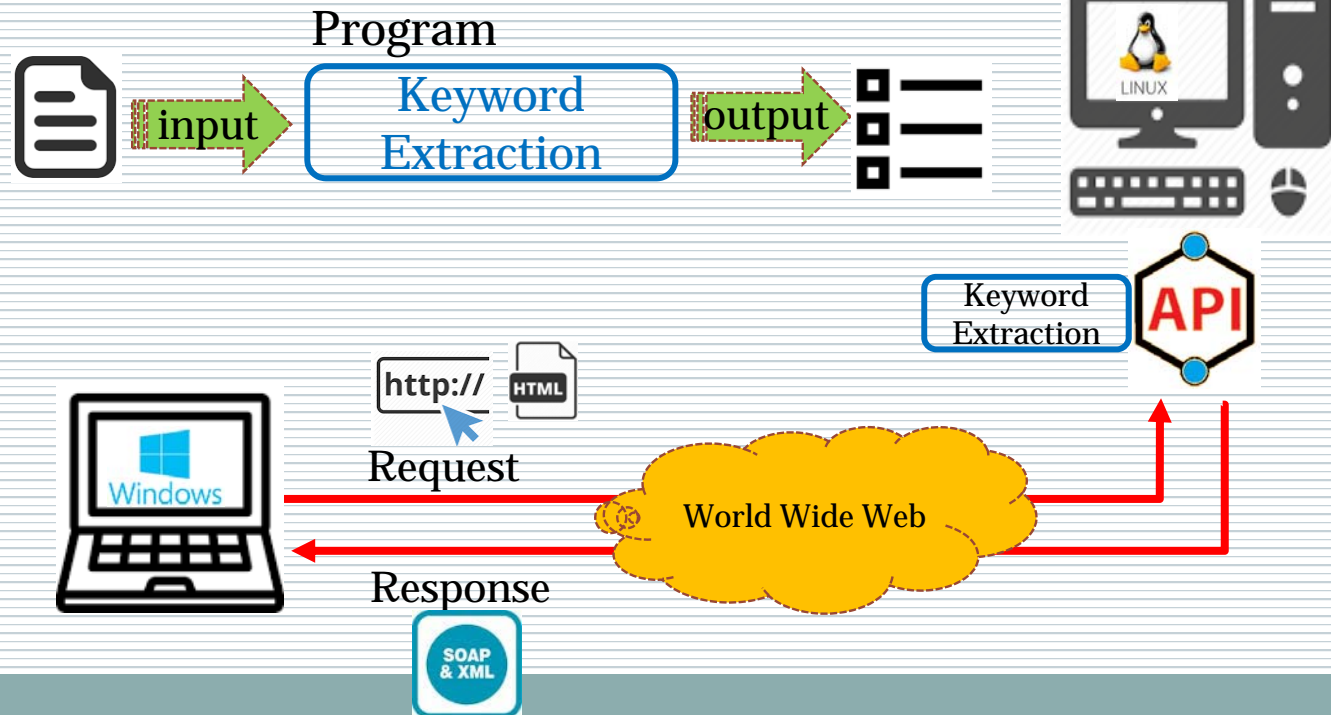 Program
input
Keyword
Extraction
output
LINUX
Keyword
Extraction
API
http://
HTML
Request
Windows
World Wide Web
Response
SOAP
& XML